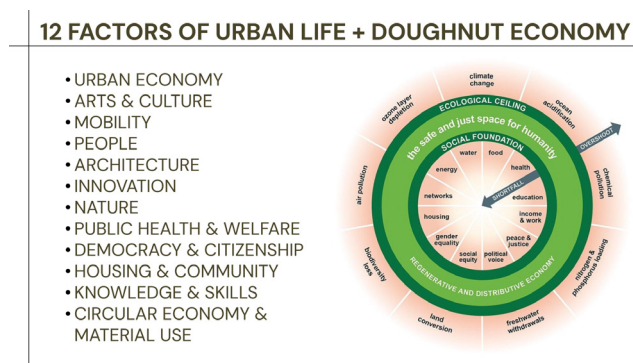 12 FACTORS OF URBAN LIFE + DOUGHNUT ECONOMY
• URBAN ECONOMY
• ARTS & CULTURE
• MOBILITY
• PEOPLE
• ARCHITECTURE
• INNOVATION
• NATURE
• PUBLIC HEALTH & WELFARE
• DEMOCRACY & CITIZENSHIP
• HOUSING & COMMUNITY
• KNOWLEDGE & SKILLS
• CIRCULAR ECONOMY &
MATERIAL USE
climate
change
ocean
acidification
chemical
pollution
nitrogen &
phosphorus loading
freshwater
withdrawals
land
conversion
biodiversity
loss
air pollution
ozone layer
depletion
ECOLOGICAL CEILING
the safe and just space for humanity
SOCIAL FOUNDATION
OVERSHOOT
SHORTFALL
water
food
health
education
income
& work
peace &
justice
political
voice
social
equity
gender
equality
housing
networks
energy
REGENERATIVE AND DISTRIBUTIVE ECONOMY